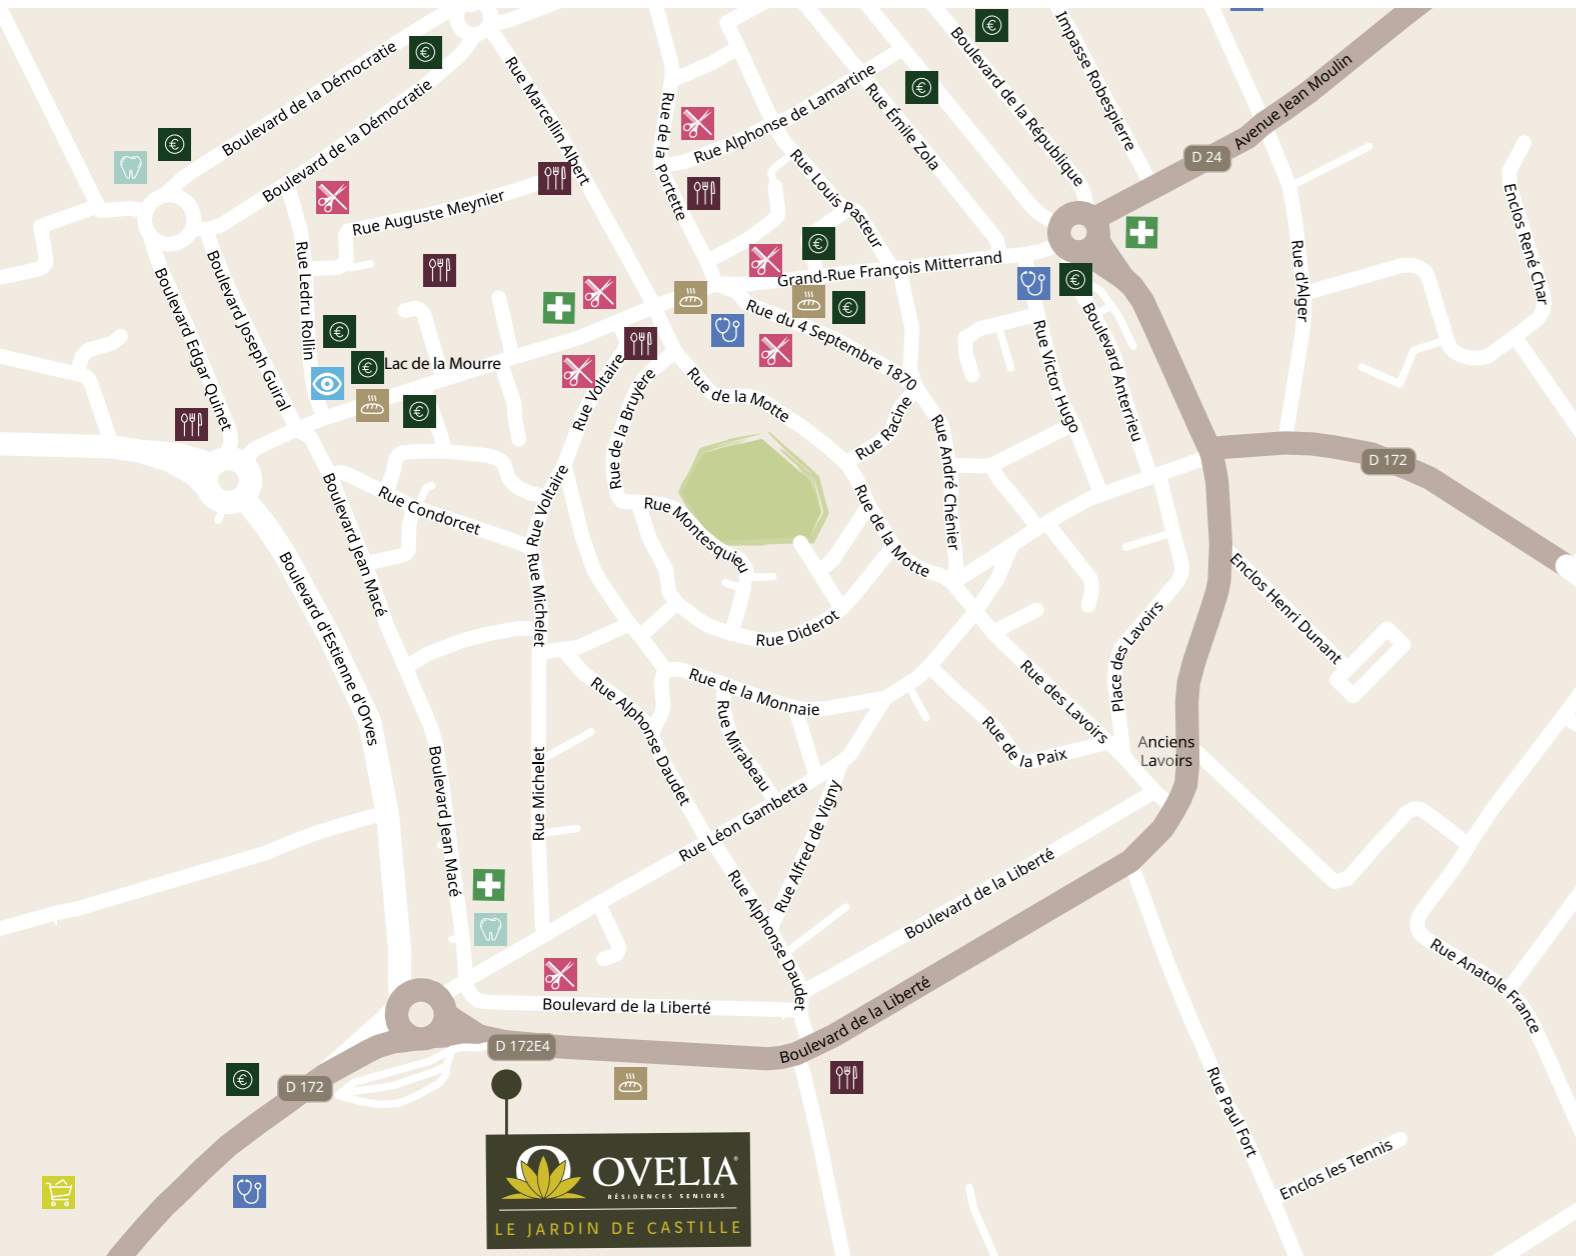 Boulevard de la Démocratie
Boulevard de la Démocratie
Rue Marcellin Albert
Rue de la Portette
Rue Alphonse de Lamartine
Rue Émile Zola
Boulevard de la République
Impasse Robespierre
Avenue Jean Moulin
D 24
Rue Louis Pasteur
Rue Auguste Meynier
Rue Ledru Rollin
Boulevard Joseph Guiral
Boulevard Edgar Quinet
Grand-Rue François Mitterrand
Rue d'Alger
Enclos René Char
Rue du 4 Septembre 1870
Rue Victor Hugo
Boulevard Anterrieu
Lac de la Mourre
Rue Voltaire
Rue de la Bruyère
Rue de la Motte
Rue Racine
Rue André Chénier
D 172
Rue Condorcet
Rue Voltaire
Rue Montesquieu
Rue de la Motte
Boulevard Jean Macé
Boulevard d'Estienne d'Orves
Rue Michelet
Rue Diderot
Enclos Henri Dunant
Place des Lavoirs
Rue des Lavoirs
Rue de la Monnaie
Rue Alphonse Daudet
Rue Mirabeau
Rue de la Paix
Anciens
Lavoirs
Boulevard Jean Macé
Rue Michelet
Rue Léon Gambetta
Rue Alfred de Vigny
Rue Alphonse Daudet
Boulevard de la Liberté
Rue Anatole France
Boulevard de la Liberté
Boulevard de la Liberté
D 172E4
D 172
Rue Paul Fort
Enclos les Tennis
OVELIA®
RÉSIDENCES SENIORS
LE JARDIN DE CASTILLE